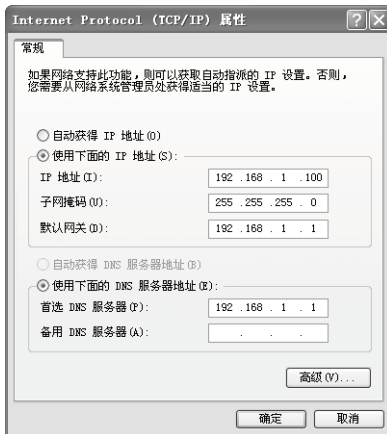 Internet Protocol (TCP/IP) 属性
常规
如果网络支持此功能，则可以获取自动指派的 IP 设置。否则，
您需要从网络系统管理员处获得适当的 IP 设置。
自动获得 IP 地址(O)
使用下面的 IP 地址(S):
IP 地址(I): 192 .168 . 1 .100
子网掩码(U): 255 .255 .255 . 0
默认网关(D): 192 .168 . 1 . 1
自动获得 DNS 服务器地址(B)
使用下面的 DNS 服务器地址(E):
首选 DNS 服务器(P): 192 .168 . 1 . 1
备用 DNS 服务器(A): . . .
高级(V)...
确定 取消